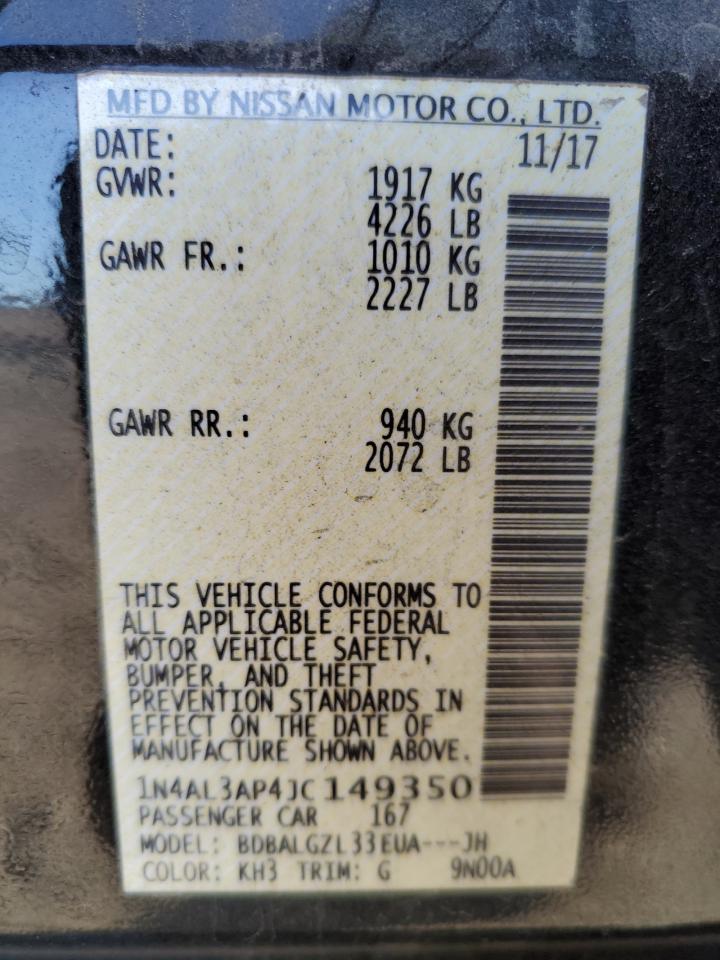 MFD BY NISSAN MOTOR CO., LTD.
DATE: 11/17
GVWR: 1917 KG
4226 LB
GAWR FR.: 1010 KG
2227 LB
GAWR RR.: 940 KG
2072 LB
THIS VEHICLE CONFORMS TO
ALL APPLICABLE FEDERAL
MOTOR VEHICLE SAFETY,
BUMPER, AND THEFT
PREVENTION STANDARDS IN
EFFECT ON THE DATE OF
MANUFACTURE SHOWN ABOVE.
1N4AL3AP4JC149350
PASSENGER CAR 167
MODEL: BDBALGZL33EUA---JH
COLOR: KH3 TRIM: G 9N00A